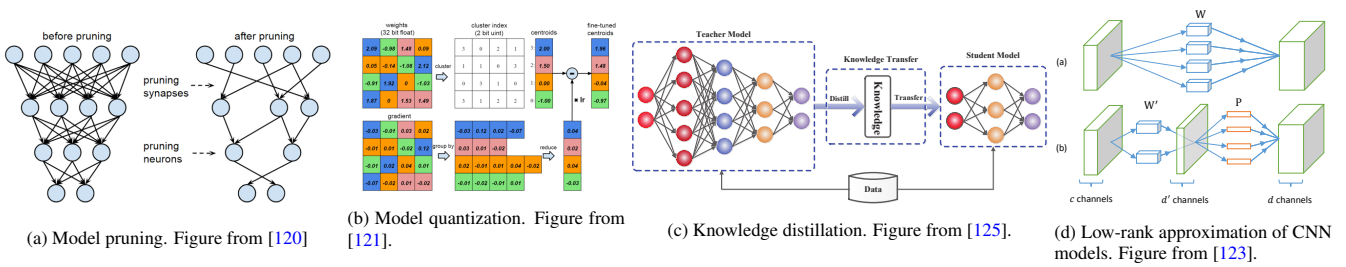 before pruning
after pruning
pruning
synapses
pruning
neurons
(a) Model pruning. Figure from [120]
weights
(32 bit float)
cluster index
(2 bit uint)
centroids
fine-tuned
centroids
2.09 -0.98 1.48 0.09
0.05 -0.14 -1.08 2.12
-0.91 1.92 0 -1.03
1.87 0 1.53 1.49
cluster
3 0 2 1
1 1 0 3
0 3 1 0
3 1 2 2
3: 2.00
2: 1.50
1: 0.00
0: -1.00
1.96
1.48
-0.04
-0.97
× lr
gradient
-0.03 -0.01 0.03 0.02
-0.01 0.01 -0.02 0.12
-0.01 0.02 0.04 0.01
-0.07 -0.02 0.01 -0.02
group by
-0.03 0.12 0.02 -0.07
0.03 0.01 -0.02
0.02 -0.01 0.01 0.04 -0.02
-0.01 -0.02 -0.01 0.01
reduce
0.04
0.02
0.04
-0.03
(b) Model quantization. Figure from
[121].
Teacher Model
Knowledge Transfer
Student Model
Distill
Knowledge
Transfer
Data
(c) Knowledge distillation. Figure from [125].
W
(a)
W'
P
(b)
c channels
d' channels
d channels
(d) Low-rank approximation of CNN
models. Figure from [123].